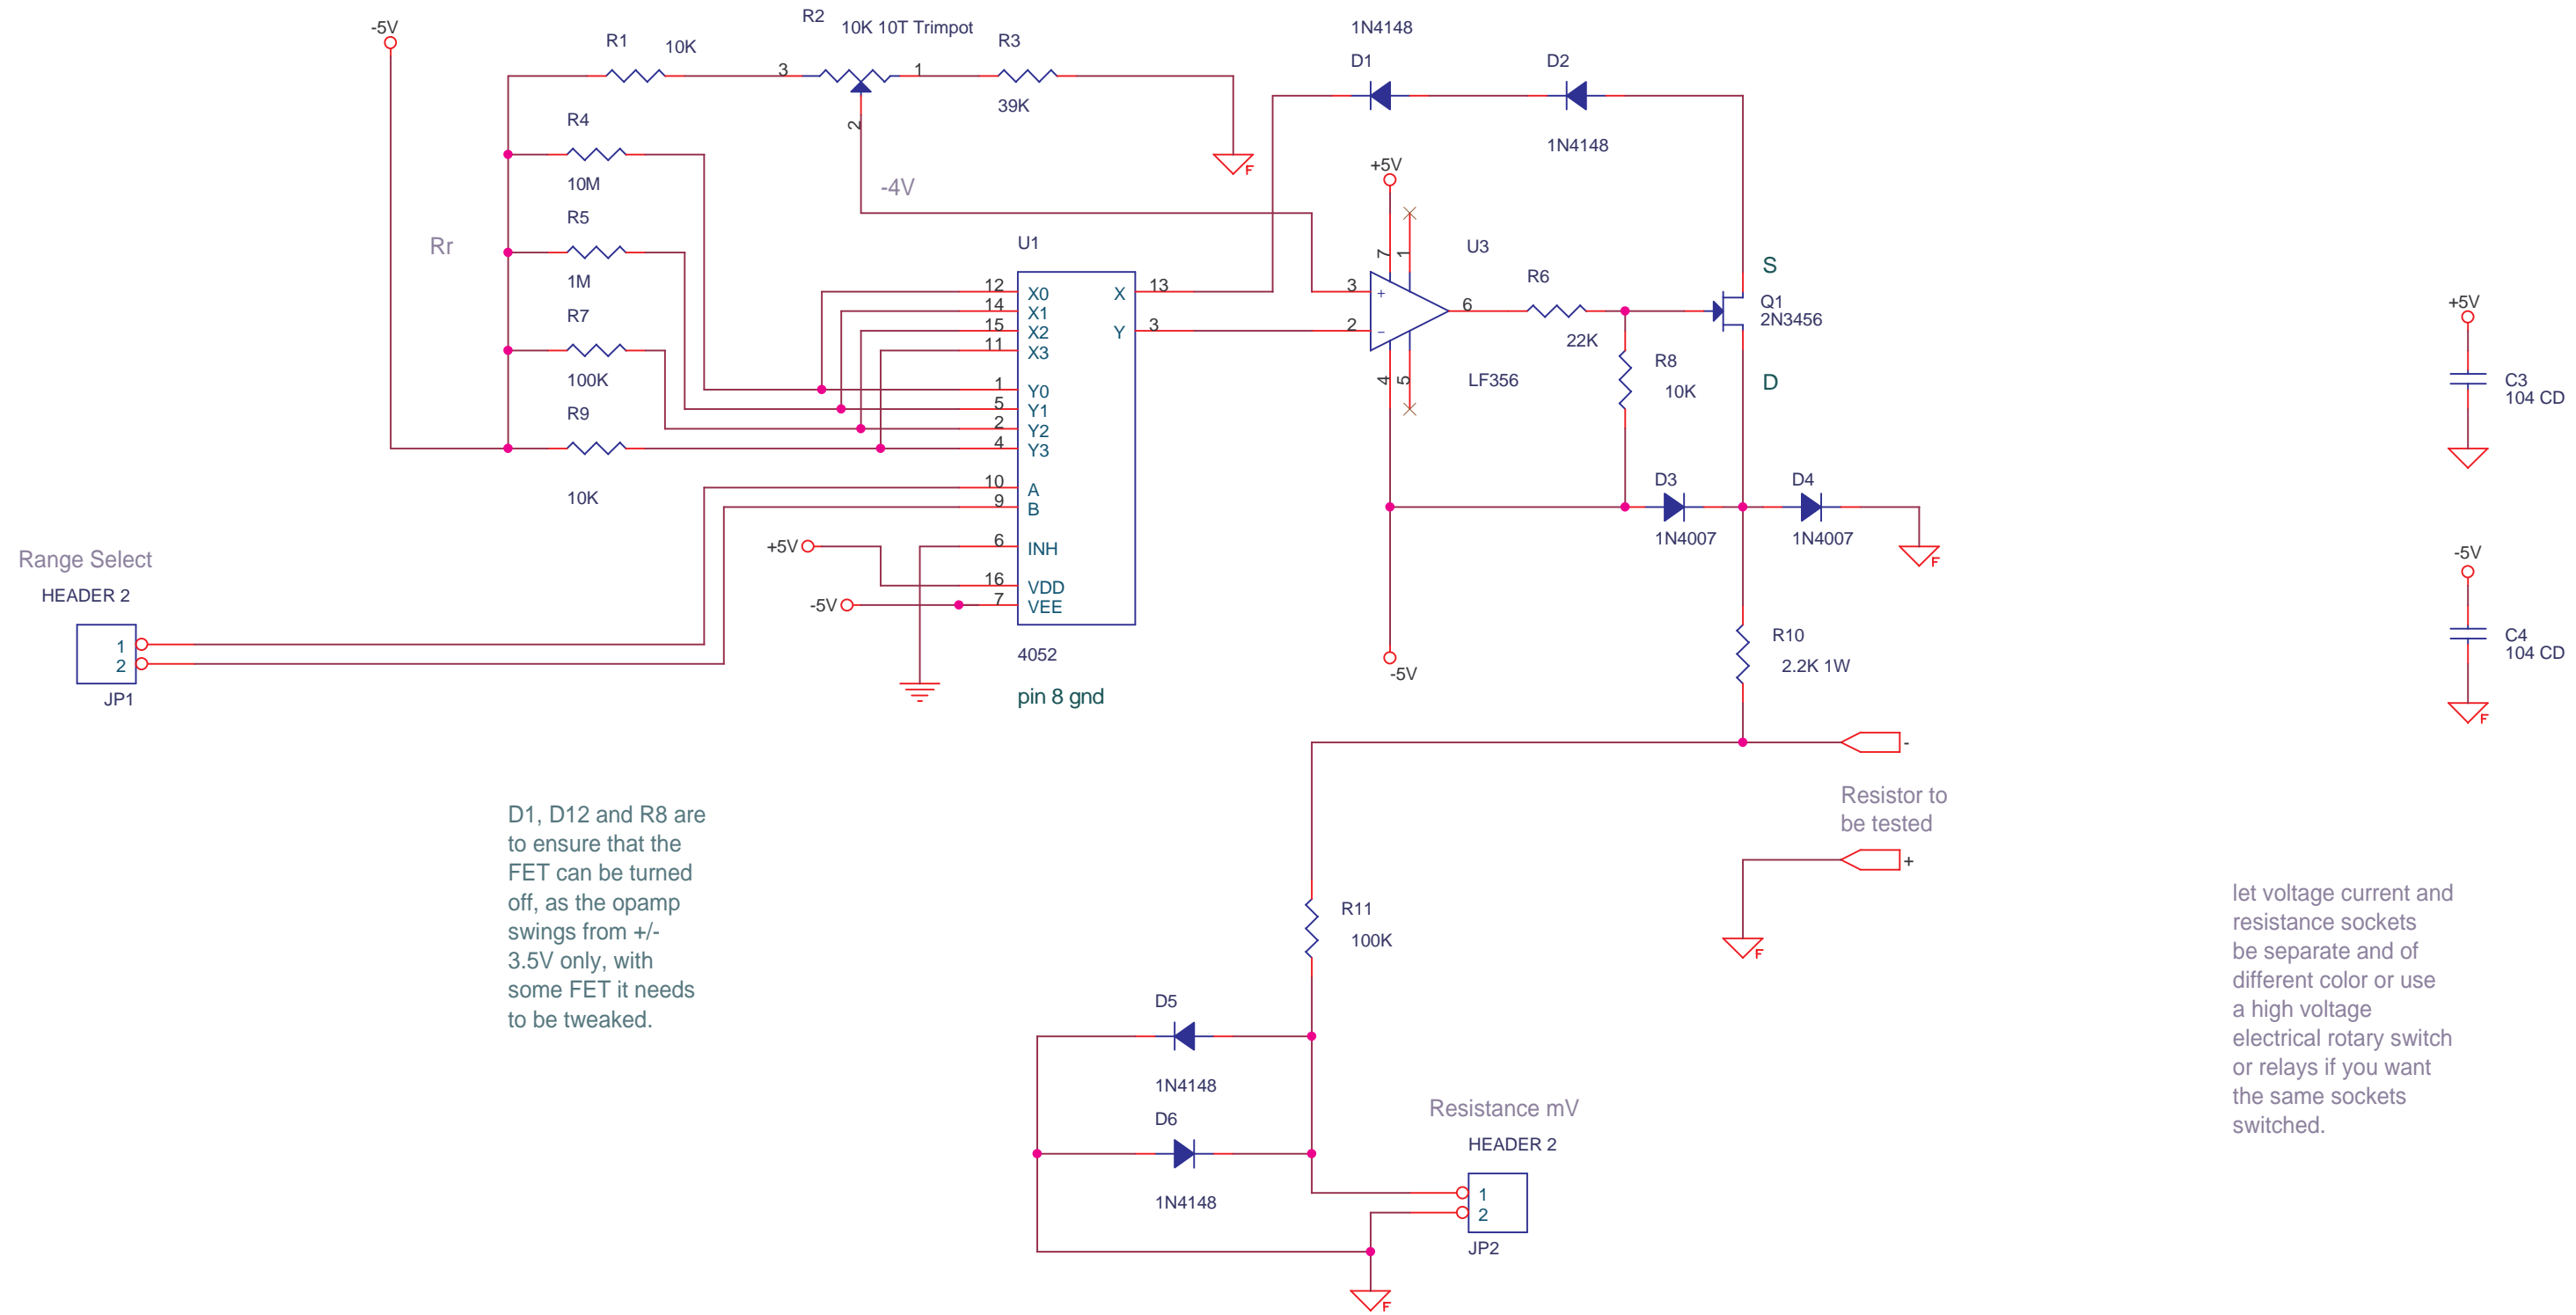 -5V
R1
10K
R2
10K 10T Trimpot
3
1
2
R3
39K
F
1N4148
D1
D2
1N4148
R4
10M
-4V
R5
1M
Rr
R7
100K
R9
10K
U1
12
14
15
11
1
5
2
4
10
9
6
16
7
X0
X1
X2
X3
Y0
Y1
Y2
Y3
A
B
INH
VDD
VEE
X
Y
13
3
4052
pin 8 gnd
+5V
-5V
+5V
7
1
3
+
2
−
6
4
5
U3
LF356
R6
22K
R8
10K
S
Q1
2N3456
D
D3
1N4007
D4
1N4007
F
-5V
R10
2.2K 1W
+5V
C3
104 CD
-5V
C4
104 CD
F
Range Select
HEADER 2
1
2
JP1
-
Resistor to
be tested
+
F
D1, D12 and R8 are
to ensure that the
FET can be turned
off, as the opamp
swings from +/-
3.5V only, with
some FET it needs
to be tweaked.
R11
100K
D5
1N4148
D6
1N4148
Resistance mV
HEADER 2
1
2
JP2
F
let voltage current and
resistance sockets
be separate and of
different color or use
a high voltage
electrical rotary switch
or relays if you want
the same sockets
switched.